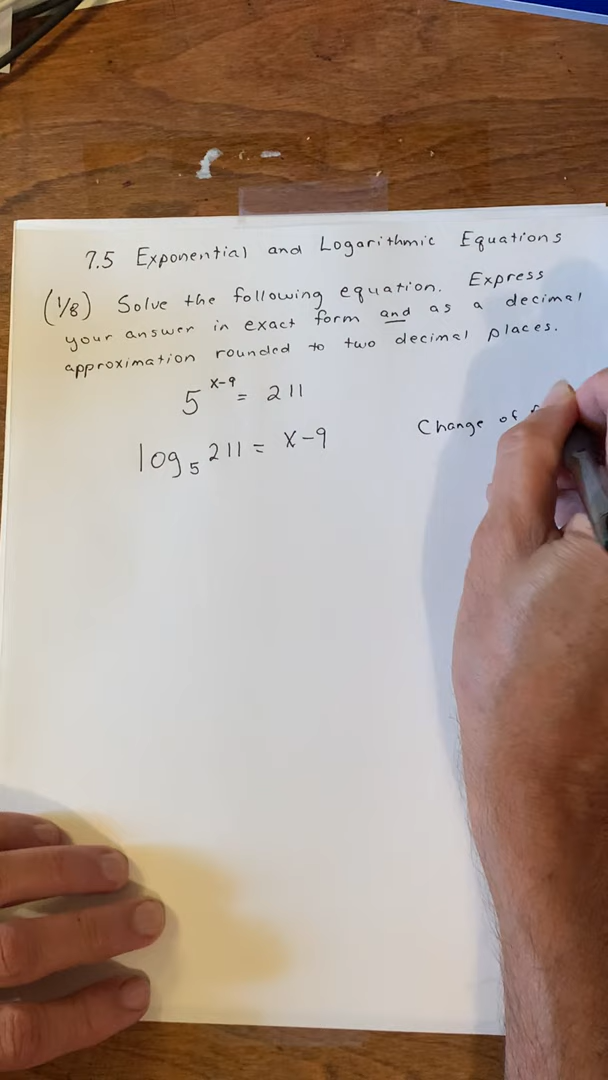 7.5 Exponential and Logarithmic Equations
(1/8) Solve the following equation. Express
your answer in exact form and as a decimal
approximation rounded to two decimal places.
5^{x-9} = 211
log₅ 211 = x-9
Change of